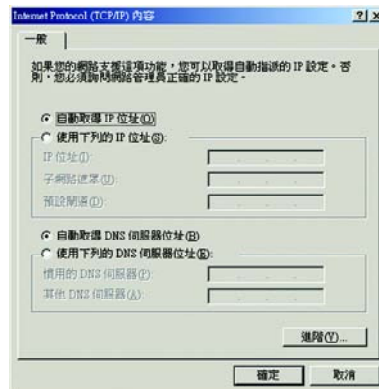 Internet Protocol (TCP/IP) 內容
一般
如果您的網路支援這項功能，您可以取得自動指派的 IP 設定。否
則，您必須詢問網路管理員正確的 IP 設定。
自動取得 IP 位址(O)
使用下列的 IP 位址(S):
IP 位址(I):
子網路遮罩(U):
預設閘道(D):
自動取得 DNS 伺服器位址(B)
使用下列的 DNS 伺服器位址(E):
慣用的 DNS 伺服器(P):
其他 DNS 伺服器(A):
進階(V)...
確定
取消